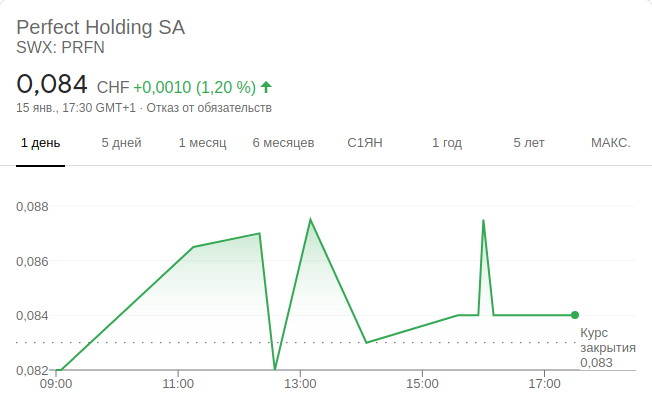 Perfect Holding SA
SWX: PRFN
0,084 CHF +0,0010 (1,20 %)
15 янв., 17:30 GMT+1 · Отказ от обязательств
1 день 5 дней 1 месяц 6 месяцев С1ЯН 1 год 5 лет МАКС.
0,088
0,086
0,084
0,082
Курс
закрытия
0,083
09:00 11:00 13:00 15:00 17:00